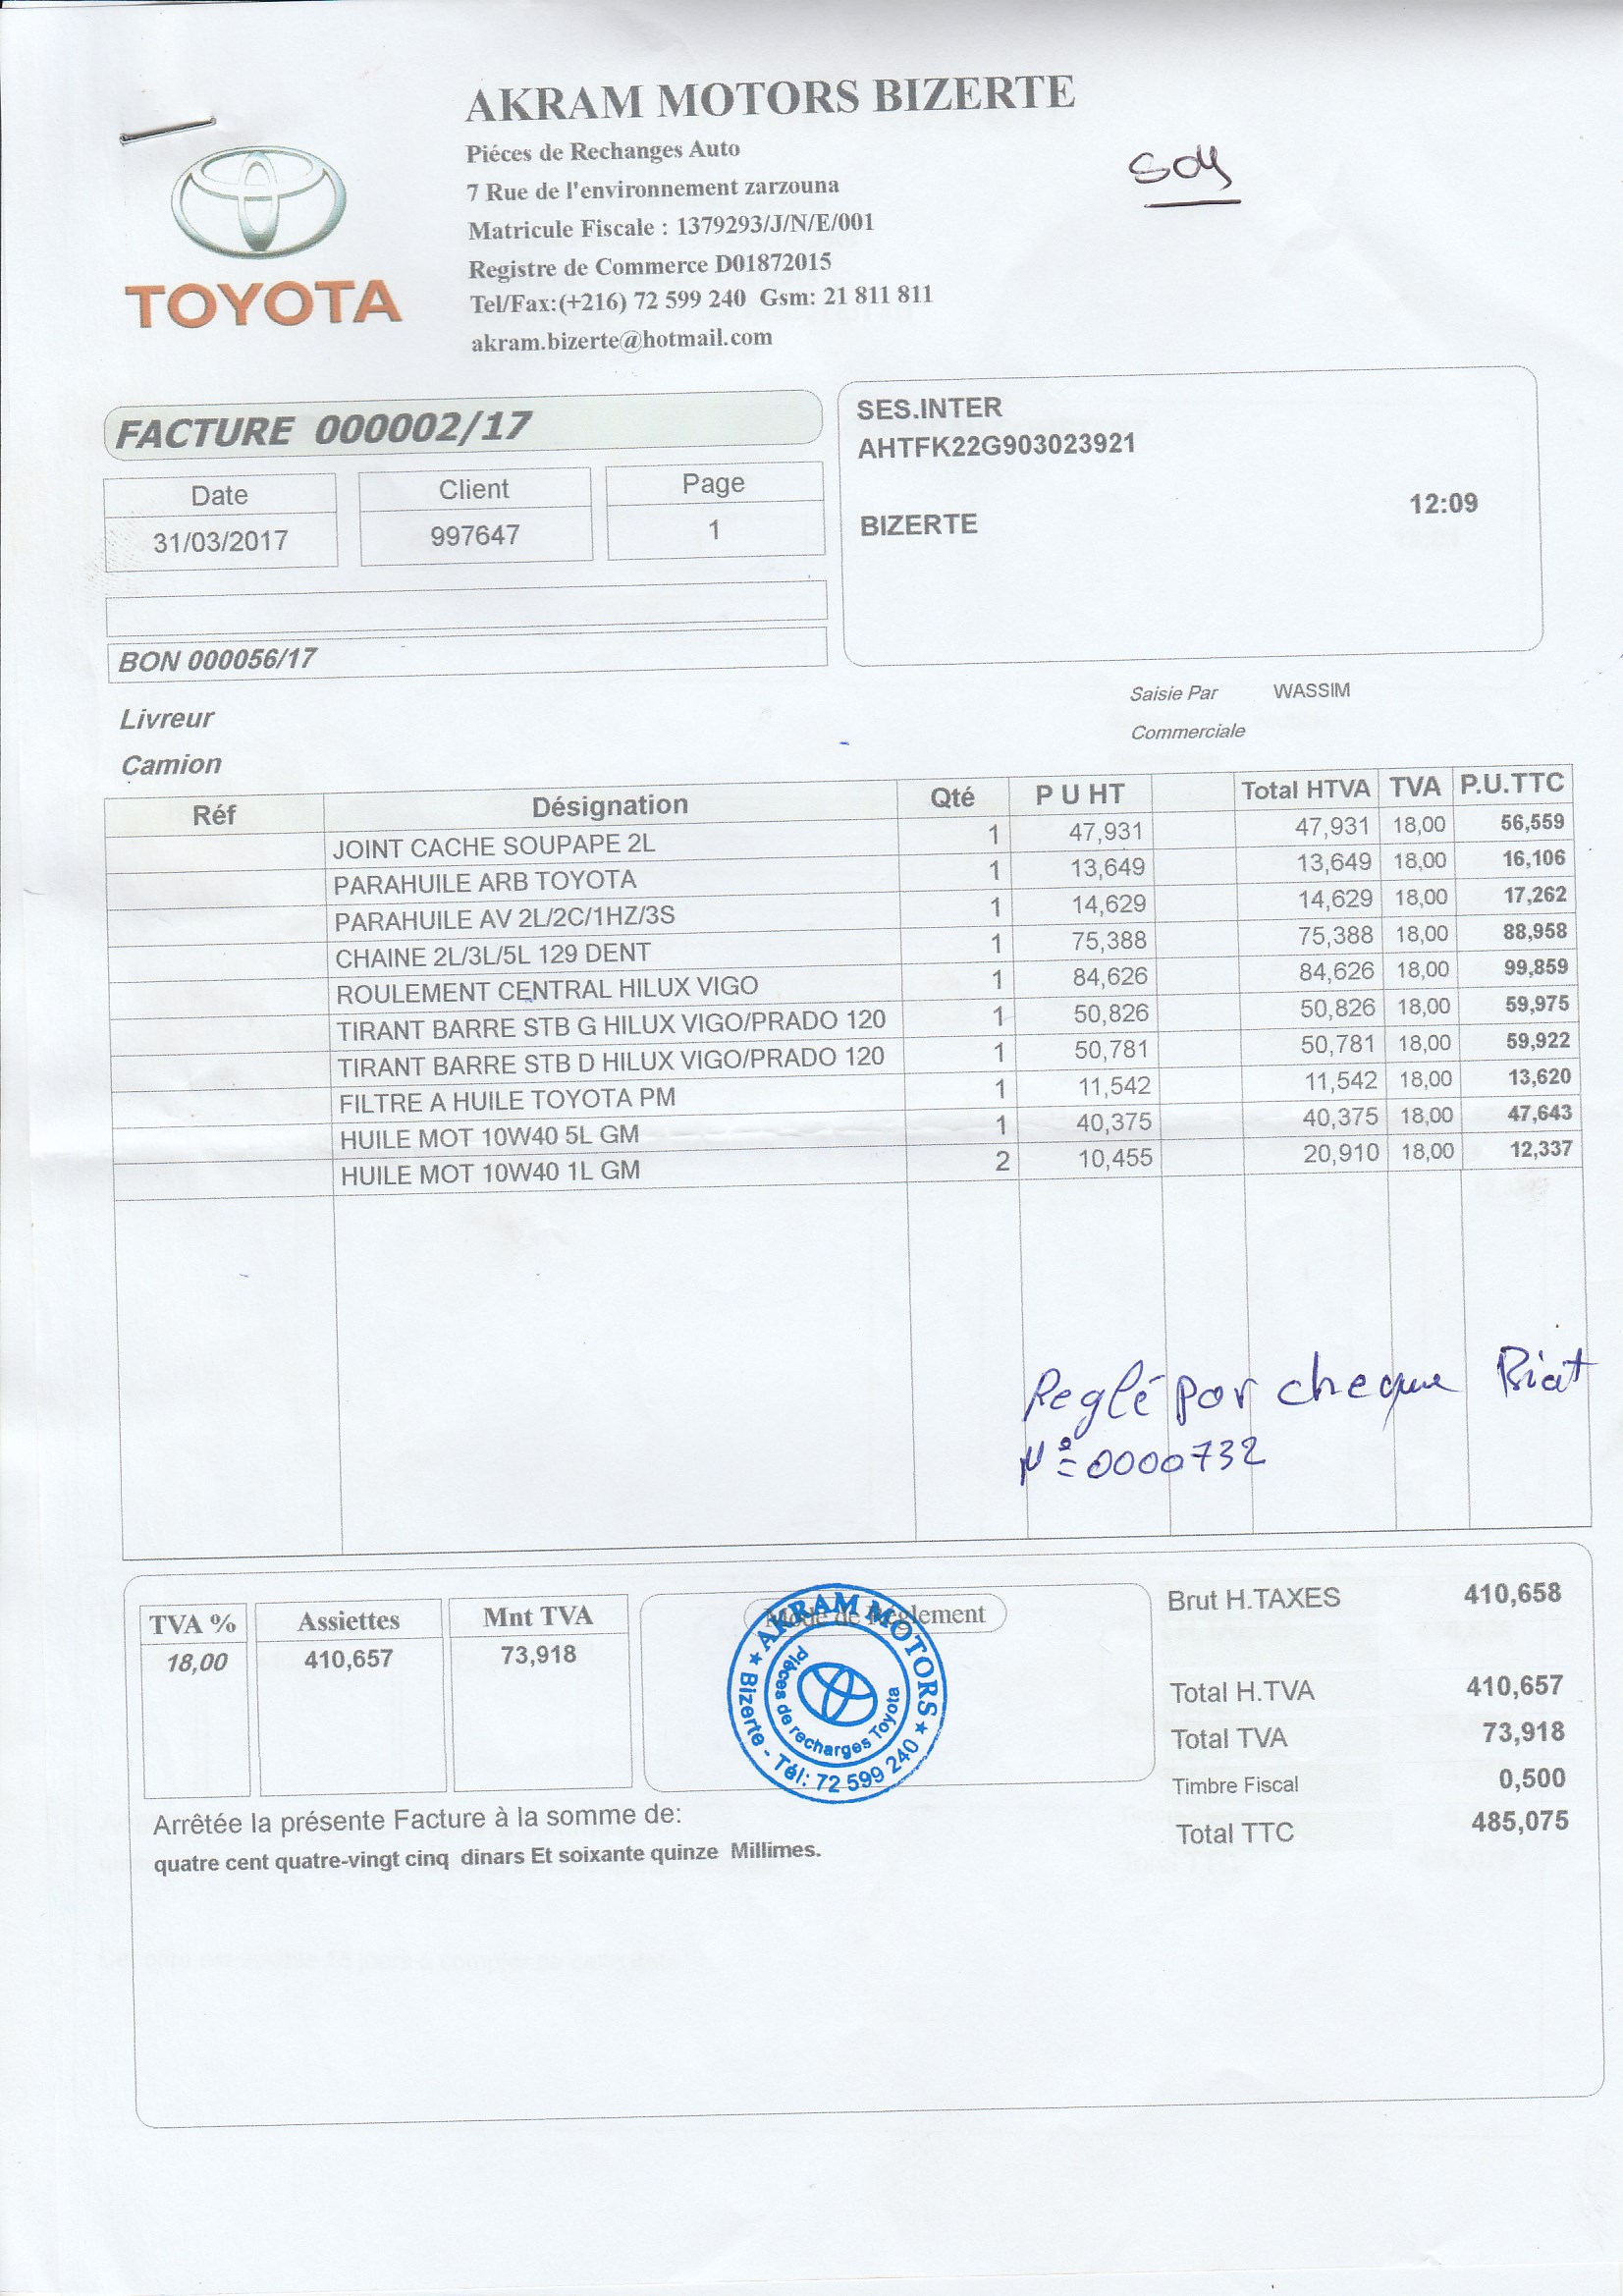 AKRAM MOTORS BIZERTE
Piéces de Rechanges Auto
7 Rue de l'environnement zarzouna
Matricule Fiscale : 1379293/J/N/E/001
Registre de Commerce D01872015
Tel/Fax:(+216) 72 599 240 Gsm: 21 811 811
akram.bizerte@hotmail.com
TOYOTA
FACTURE 000002/17
Date Client Page
31/03/2017 997647 1
SES.INTER
AHTFK22G903023921
12:09
BIZERTE
BON 000056/17
Livreur
Camion
Saisie Par WASSIM
Commerciale
Réf Désignation Qté P U HT Total HTVA TVA P.U.TTC
JOINT CACHE SOUPAPE 2L 1 47,931 47,931 18,00 56,559
PARAHUILE ARB TOYOTA 1 13,649 13,649 18,00 16,106
PARAHUILE AV 2L/2C/1HZ/3S 1 14,629 14,629 18,00 17,262
CHAINE 2L/3L/5L 129 DENT 1 75,388 75,388 18,00 88,958
ROULEMENT CENTRAL HILUX VIGO 1 84,626 84,626 18,00 99,859
TIRANT BARRE STB G HILUX VIGO/PRADO 120 1 50,826 50,826 18,00 59,975
TIRANT BARRE STB D HILUX VIGO/PRADO 120 1 50,781 50,781 18,00 59,922
FILTRE A HUILE TOYOTA PM 1 11,542 11,542 18,00 13,620
HUILE MOT 10W40 5L GM 1 40,375 40,375 18,00 47,643
HUILE MOT 10W40 1L GM 2 10,455 20,910 18,00 12,337
Reglé par cheque Biat
N°=0000732
TVA % Assiettes Mnt TVA
18,00 410,657 73,918
Mode de Règlement
AKRAM MOTORS
Piéces de recharges Toyota
Bizerte - Tél: 72 599 240
Brut H.TAXES 410,658
Total H.TVA 410,657
Total TVA 73,918
Timbre Fiscal 0,500
Total TTC 485,075
Arrêtée la présente Facture à la somme de:
quatre cent quatre-vingt cinq dinars Et soixante quinze Millimes.